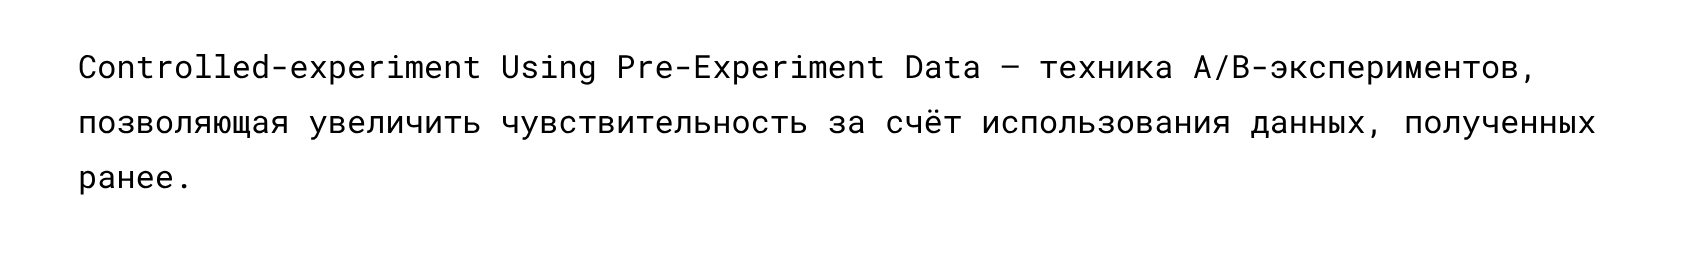 Controlled-experiment Using Pre-Experiment Data — техника A/B-экспериментов,
позволяющая увеличить чувствительность за счёт использования данных, полученных
ранее.